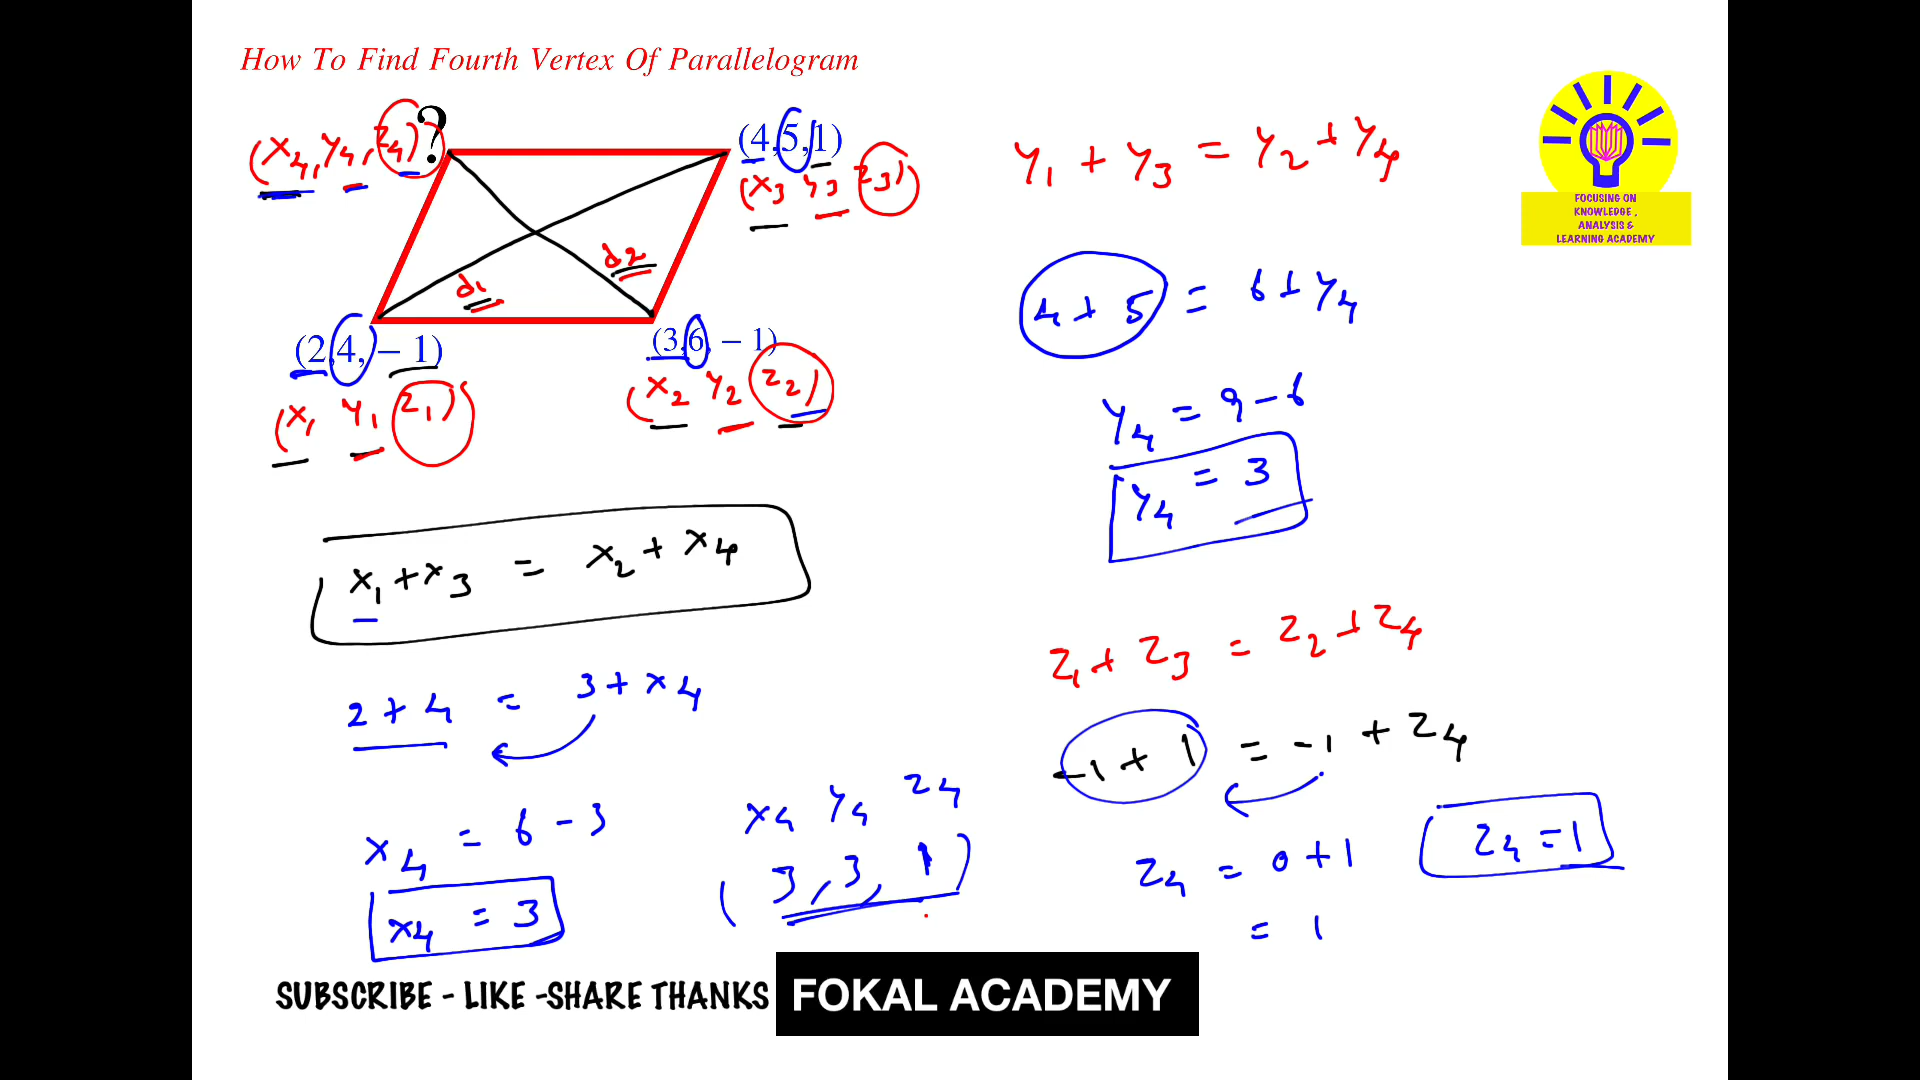 How To Find Fourth Vertex Of Parallelogram
(x4, y4, z4) ?
(4,5,1)
(x3 y3 z3)
d1
d2
(2,4,−1)
(x1 y1 z1)
(3,6,−1)
(x2 y2 z2)
x1 + x3 = x2 + x4
2 + 4 = 3 + x4
x4 = 6 - 3
x4 = 3
x4 y4 z4
(3, 3, 1)
y1 + y3 = y2 + y4
4 + 5 = 6 + y4
y4 = 9 - 6
y4 = 3
z1 + z3 = z2 + z4
-1 + 1 = -1 + z4
z4 = 0 + 1
= 1
z4 = 1
FOCUSING ON
KNOWLEDGE ,
ANALYSIS &
LEARNING ACADEMY
SUBSCRIBE - LIKE -SHARE THANKS
FOKAL ACADEMY